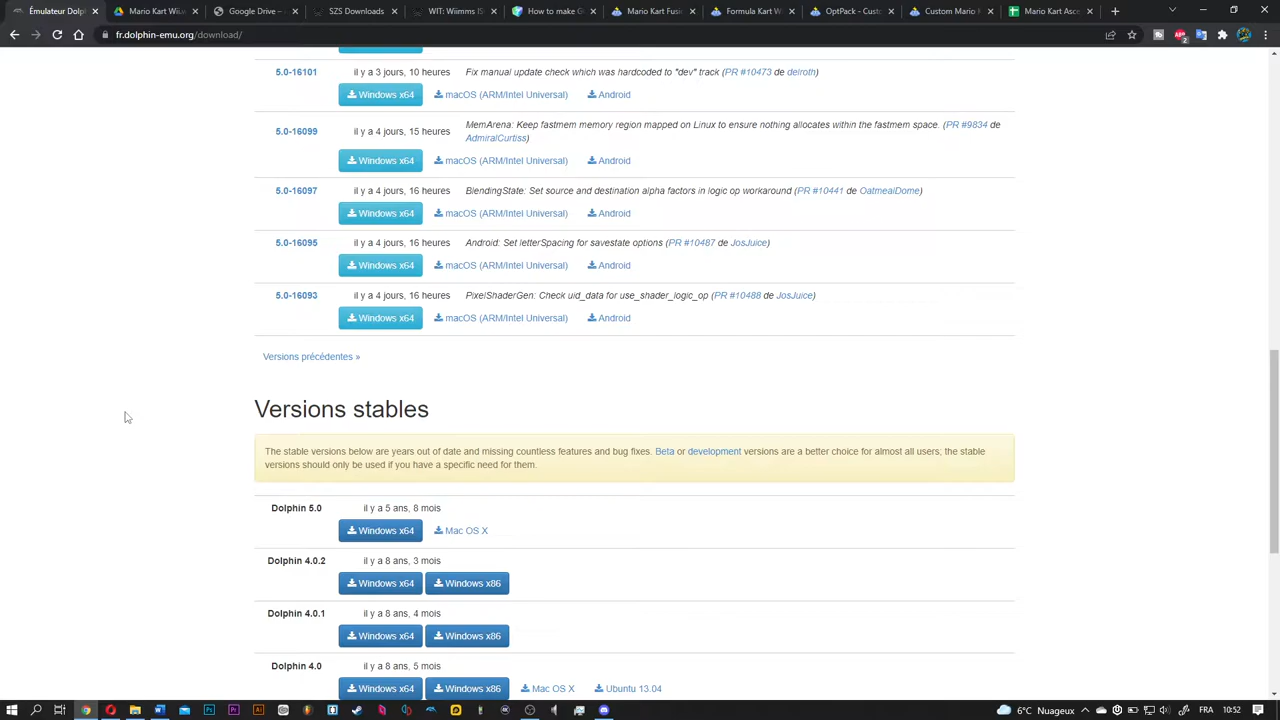 Émulateur Dolphin
Mario Kart Wii
Google Drive
SZS Downloads
WIT: Wiimms IS
How to make G
Mario Kart Fusi
Formula Kart W
OptPack - Custo
Custom Mario
Mario Kart Asce
fr.dolphin-emu.org/download/
5.0-16101 il y a 3 jours, 10 heures Fix manual update check which was hardcoded to "dev" track (PR #10473 de delroth)
Windows x64 macOS (ARM/Intel Universal) Android
MemArena: Keep fastmem memory region mapped on Linux to ensure nothing allocates within the fastmem space. (PR #9834 de
5.0-16099 il y a 4 jours, 15 heures
AdmiralCurtiss)
Windows x64 macOS (ARM/Intel Universal) Android
5.0-16097 il y a 4 jours, 16 heures BlendingState: Set source and destination alpha factors in logic op workaround (PR #10441 de OatmealDome)
Windows x64 macOS (ARM/Intel Universal) Android
5.0-16095 il y a 4 jours, 16 heures Android: Set letterSpacing for savestate options (PR #10487 de JosJuice)
Windows x64 macOS (ARM/Intel Universal) Android
5.0-16093 il y a 4 jours, 16 heures PixelShaderGen: Check uid_data for use_shader_logic_op (PR #10488 de JosJuice)
Windows x64 macOS (ARM/Intel Universal) Android
Versions précédentes »
Versions stables
The stable versions below are years out of date and missing countless features and bug fixes. Beta or development versions are a better choice for almost all users; the stable
versions should only be used if you have a specific need for them.
Dolphin 5.0 il y a 5 ans, 8 mois
Windows x64 Mac OS X
Dolphin 4.0.2 il y a 8 ans, 3 mois
Windows x64 Windows x86
Dolphin 4.0.1 il y a 8 ans, 4 mois
Windows x64 Windows x86
Dolphin 4.0 il y a 8 ans, 5 mois
Windows x64 Windows x86 Mac OS X Ubuntu 13.04
6°C Nuageux FRA 10:52